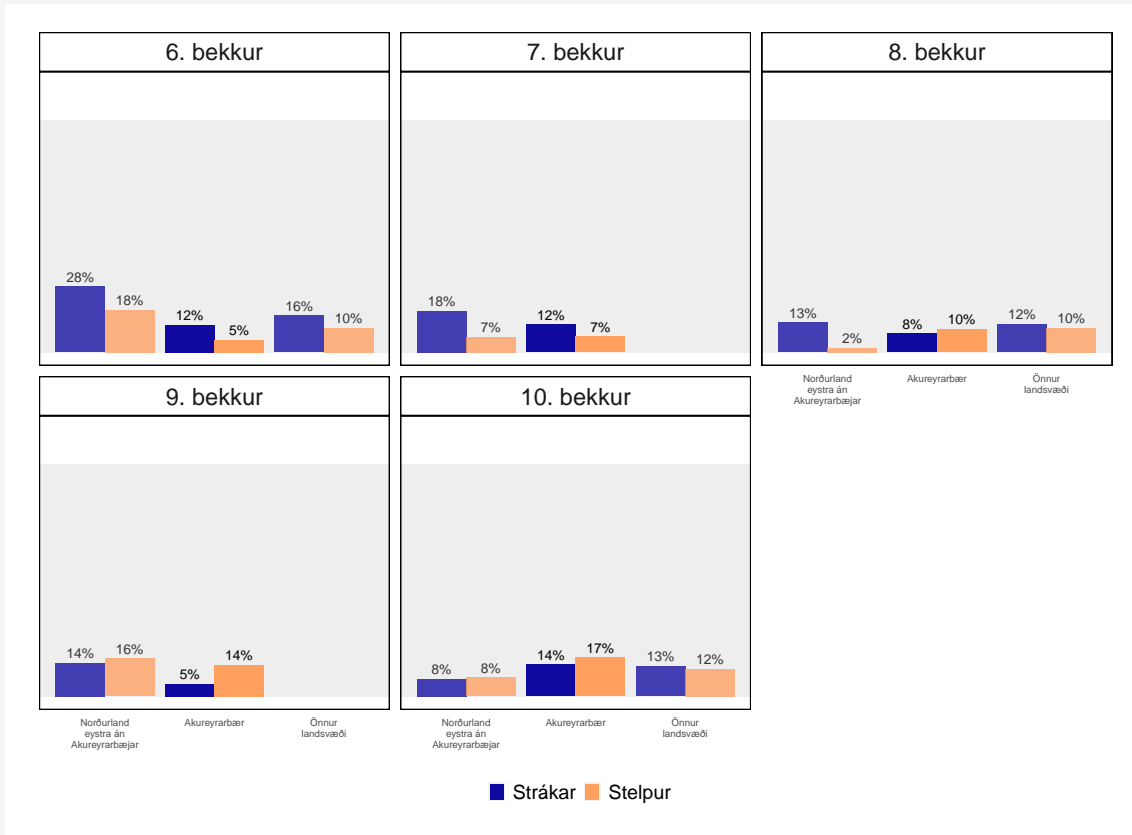 6. bekkur
7. bekkur
8. bekkur
28%
18%
12%
5%
16%
10%
18%
7%
12%
7%
13%
2%
8%
10%
12%
10%
Norðurland
eystra án
Akureyrarbæjar
Akureyrarbær
Önnur
landsvæði
9. bekkur
10. bekkur
14%
16%
5%
14%
8%
8%
14%
17%
13%
12%
Norðurland
eystra án
Akureyrarbæjar
Akureyrarbær
Önnur
landsvæði
Norðurland
eystra án
Akureyrarbæjar
Akureyrarbær
Önnur
landsvæði
Strákar
Stelpur